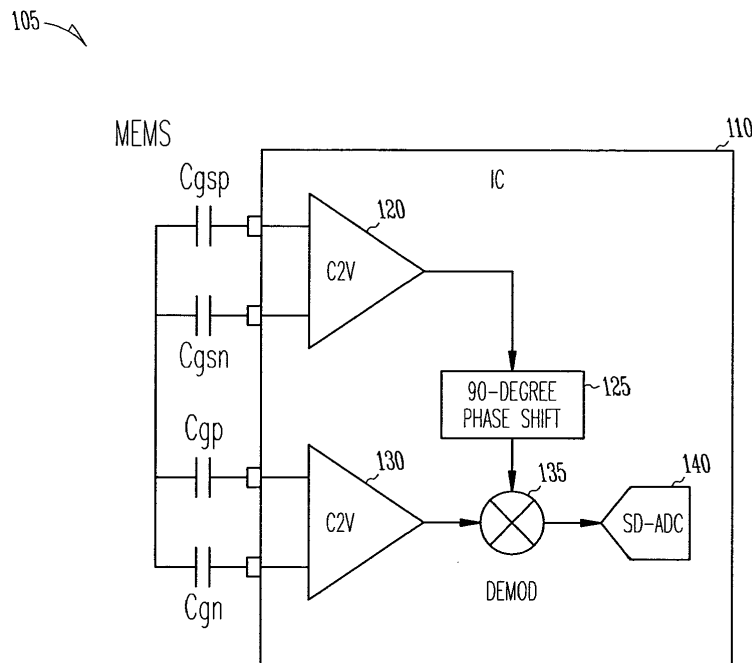 105
MEMS
110
IC
Cgsp
120
C2V
Cgsn
90-DEGREE
PHASE SHIFT
125
Cgp
130
C2V
135
140
SD-ADC
DEMOD
Cgn